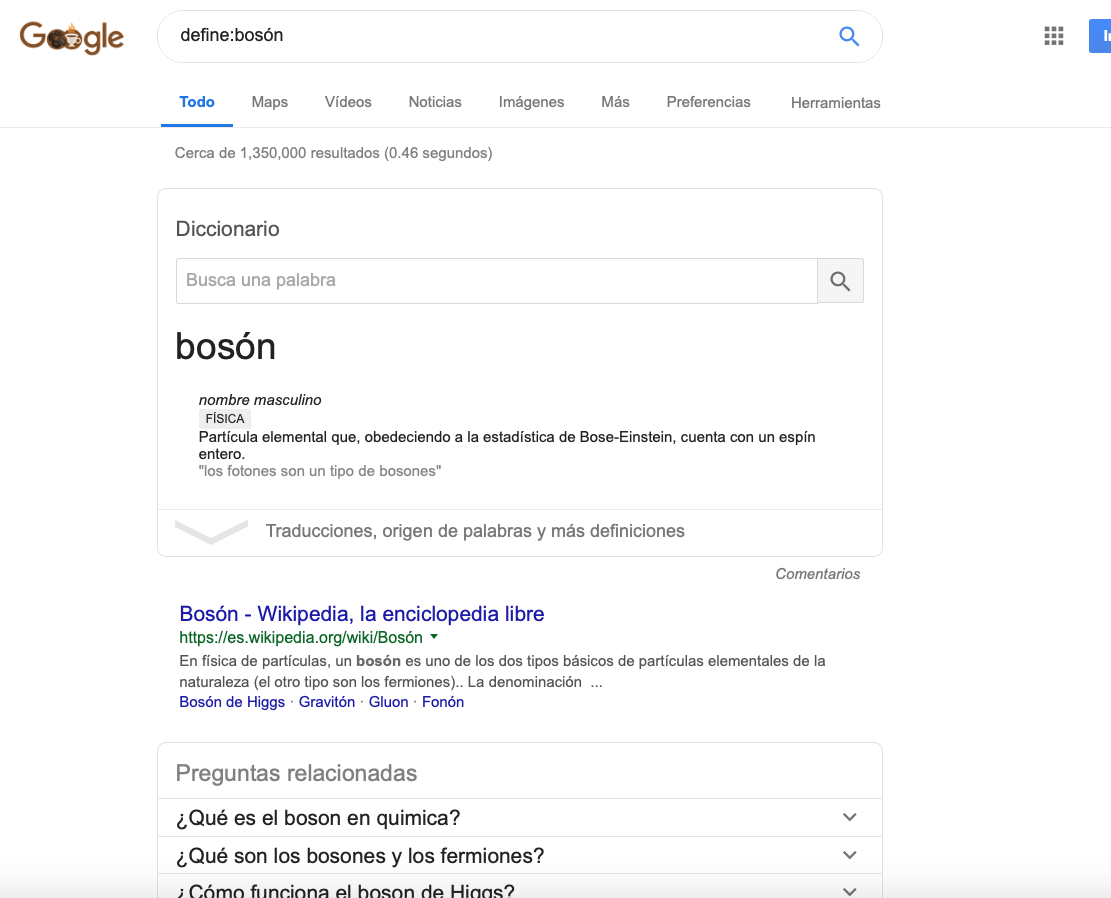 Google
define:bosón
Todo Maps Vídeos Noticias Imágenes Más Preferencias Herramientas
Cerca de 1,350,000 resultados (0.46 segundos)
Diccionario
Busca una palabra
bosón
nombre masculino
FÍSICA
Partícula elemental que, obedeciendo a la estadística de Bose-Einstein, cuenta con un espín
entero.
"los fotones son un tipo de bosones"
Traducciones, origen de palabras y más definiciones
Comentarios
Bosón - Wikipedia, la enciclopedia libre
https://es.wikipedia.org/wiki/Bosón
En física de partículas, un bosón es uno de los dos tipos básicos de partículas elementales de la
naturaleza (el otro tipo son los fermiones).. La denominación ...
Bosón de Higgs · Gravitón · Gluon · Fonón
Preguntas relacionadas
¿Qué es el boson en quimica?
¿Qué son los bosones y los fermiones?
¿Cómo funciona el boson de Higgs?